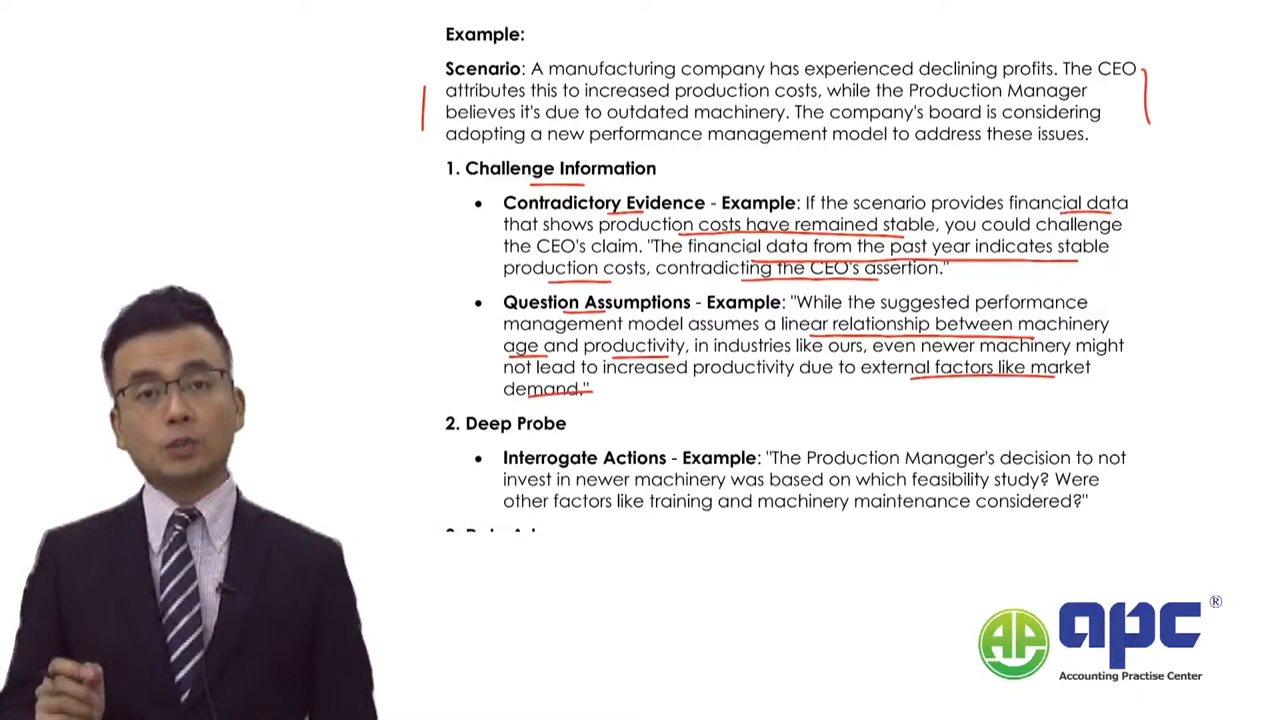 Example:
Scenario: A manufacturing company has experienced declining profits. The CEO
attributes this to increased production costs, while the Production Manager
believes it's due to outdated machinery. The company's board is considering
adopting a new performance management model to address these issues.
1. Challenge Information
• Contradictory Evidence - Example: If the scenario provides financial data
that shows production costs have remained stable, you could challenge
the CEO's claim. "The financial data from the past year indicates stable
production costs, contradicting the CEO's assertion."
• Question Assumptions - Example: "While the suggested performance
management model assumes a linear relationship between machinery
age and productivity, in industries like ours, even newer machinery might
not lead to increased productivity due to external factors like market
demand."
2. Deep Probe
• Interrogate Actions - Example: "The Production Manager's decision to not
invest in newer machinery was based on which feasibility study? Were
other factors like training and machinery maintenance considered?"
AP apc ®
Accounting Practise Center